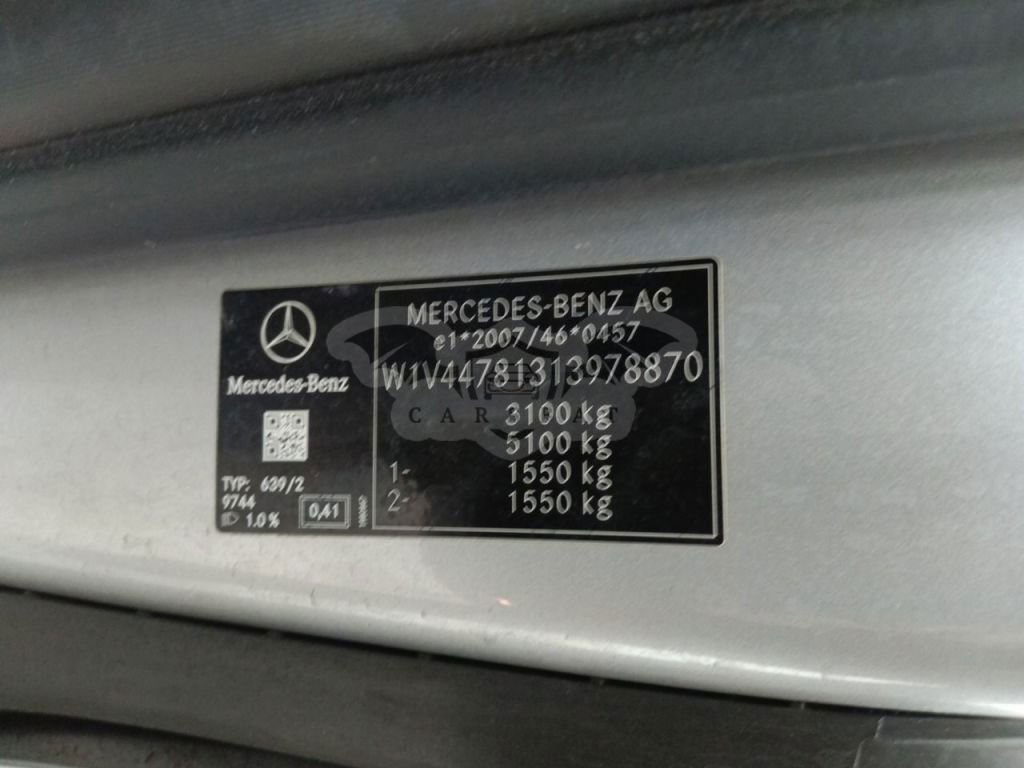 Mercedes-Benz
TYP: 639/2
9744
1.0 %
0,41
MERCEDES-BENZ AG
e1*2007/46*0457
W1V44781313978870
3100 kg
5100 kg
1- 1550 kg
2- 1550 kg